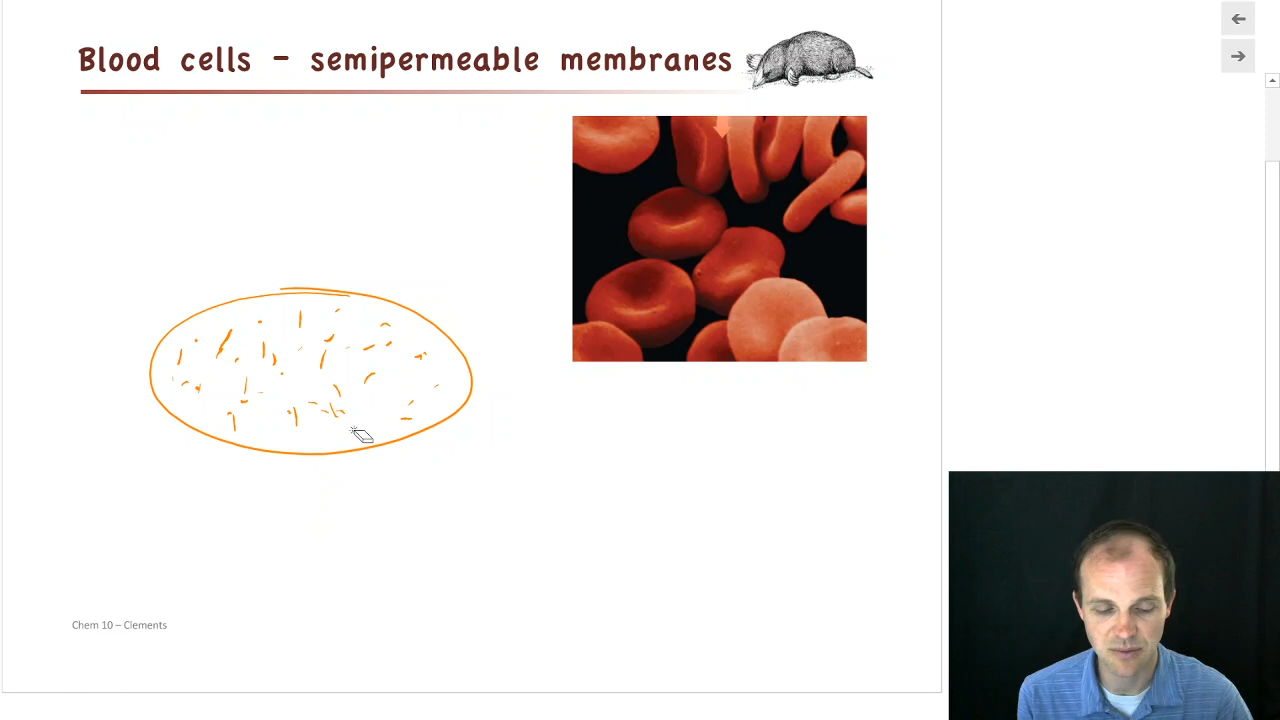 Blood cells – semipermeable membranes
Chem 10 – Clements